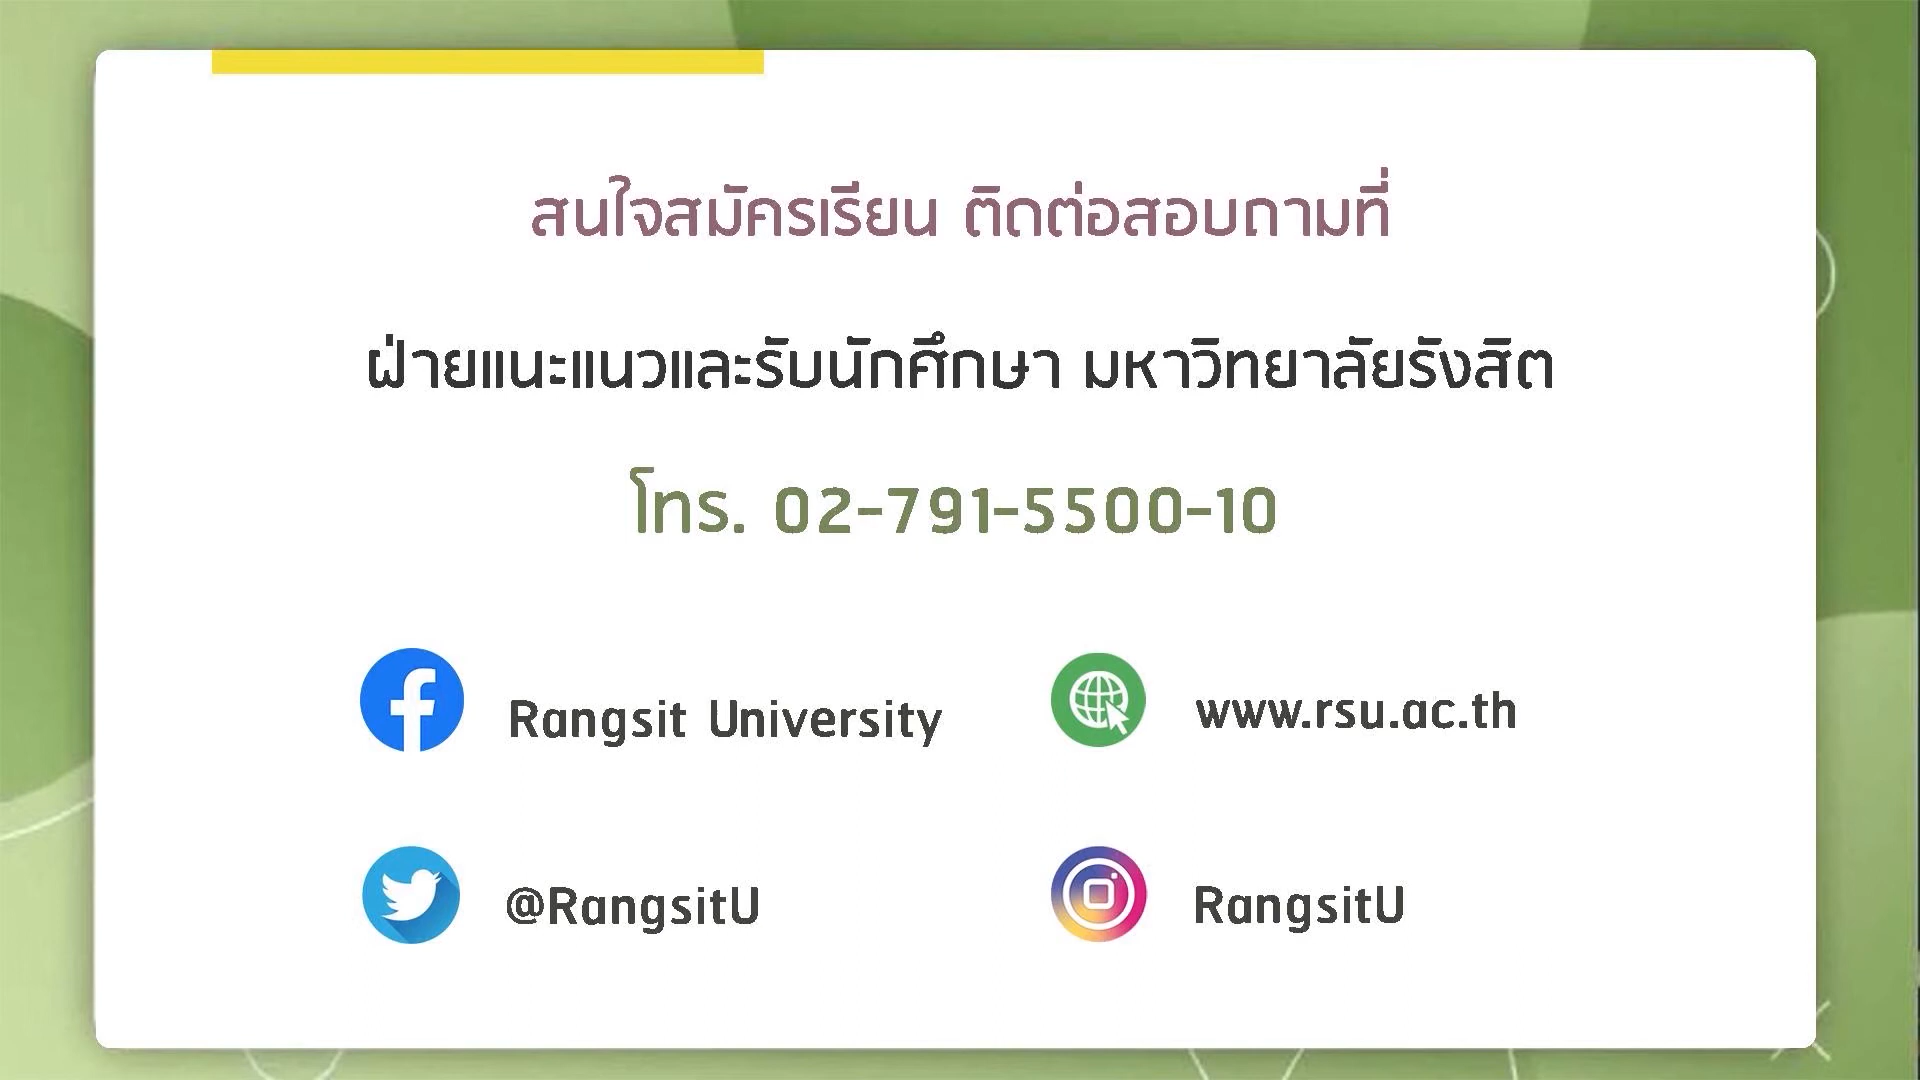 สนใจสมัครเรียน ติดต่อสอบถามที่
ฝ่ายแนะแนวและรับนักศึกษา มหาวิทยาลัยรังสิต
โทร. 02-791-5500-10
Rangsit University
www.rsu.ac.th
@RangsitU
RangsitU